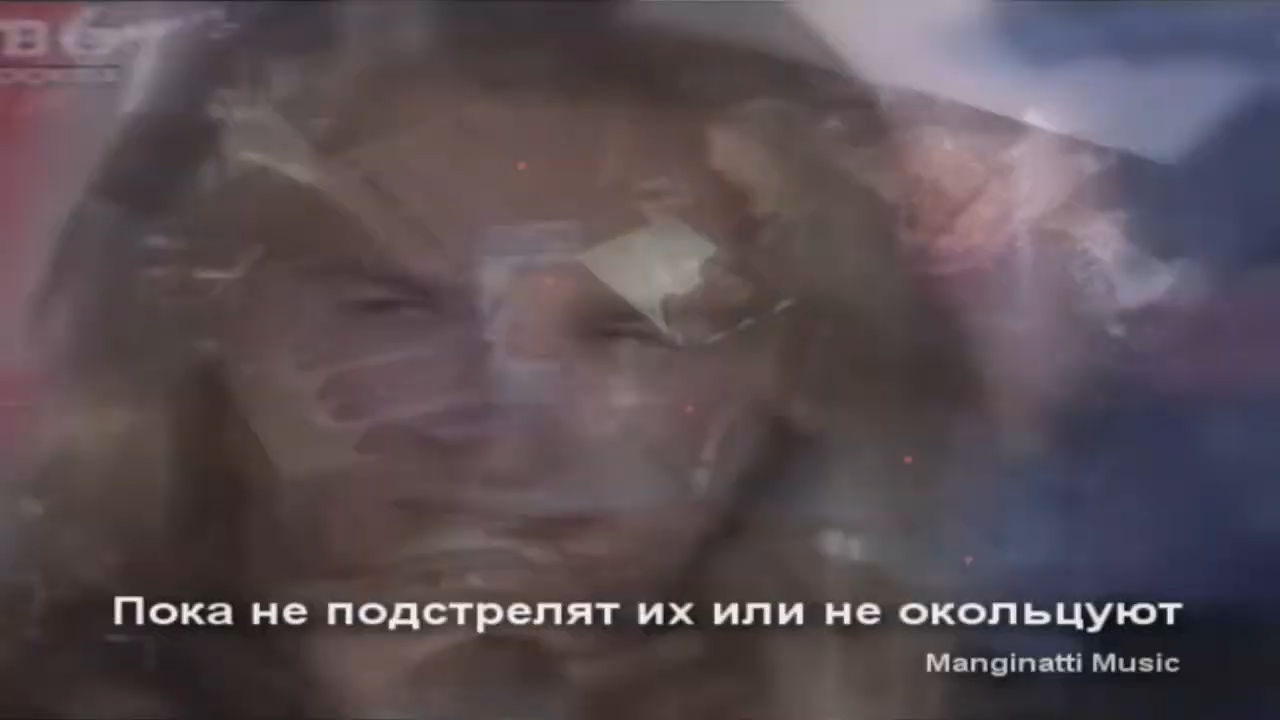 Пока не подстрелят их или не окольцуют
Manginatti Music